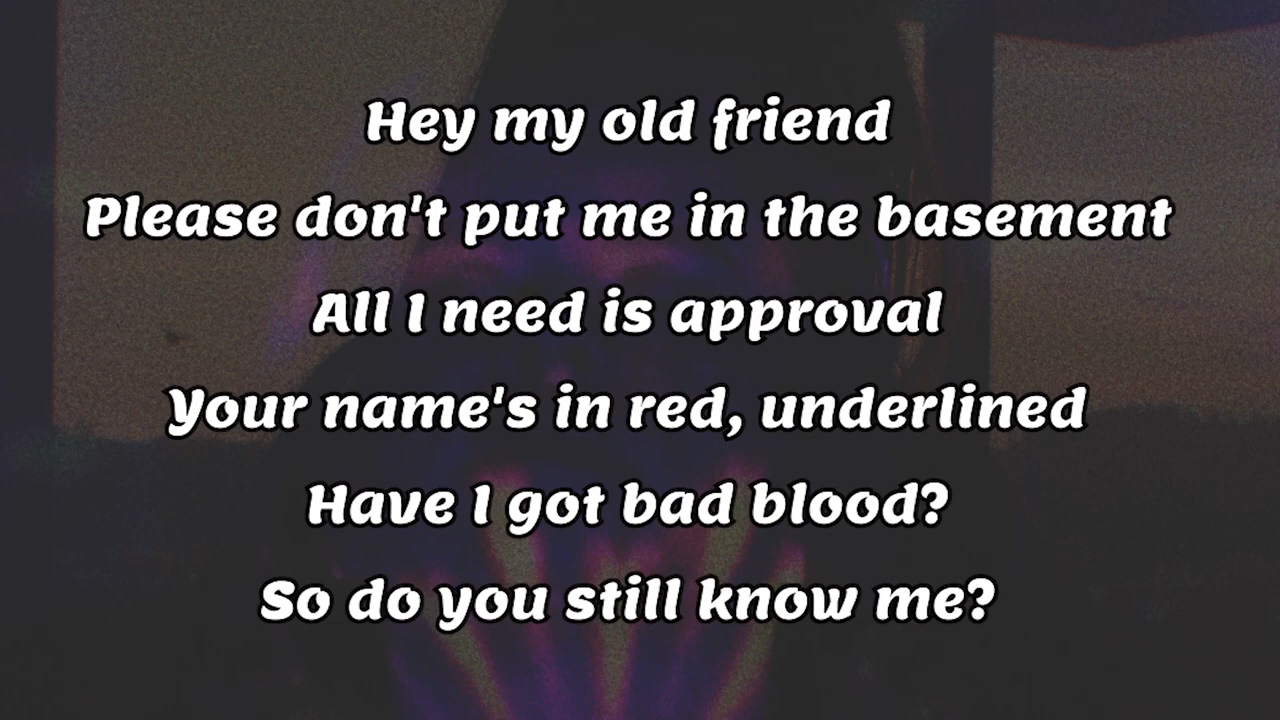 Hey my old friend
Please don't put me in the basement
All I need is approval
Your name's in red, underlined
Have I got bad blood?
So do you still know me?